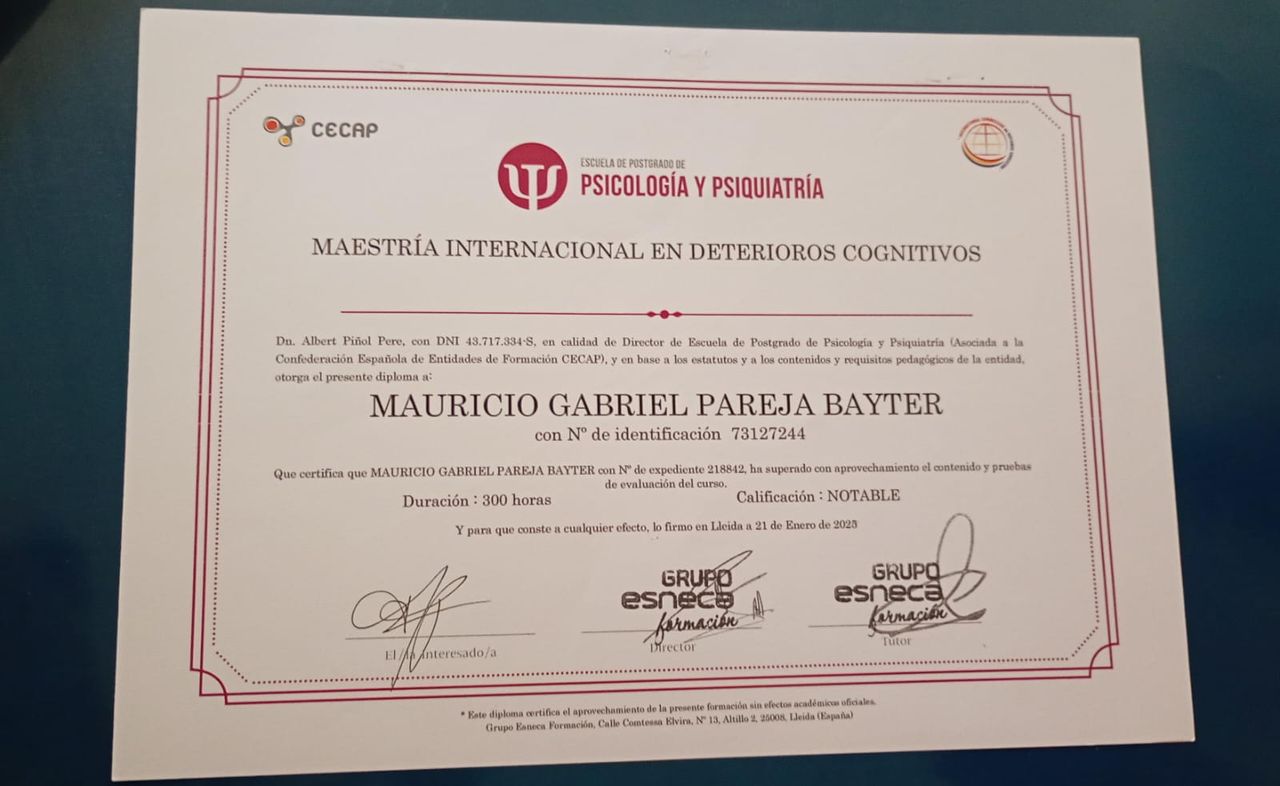 CECAP
ESCUELA DE POSTGRADO DE
PSICOLOGÍA Y PSIQUIATRÍA
MAESTRÍA INTERNACIONAL EN DETERIOROS COGNITIVOS
Dn. Albert Piñol Pere, con DNI 43.717.334-S, en calidad de Director de Escuela de Postgrado de Psicología y Psiquiatría (Asociada a la
Confederación Española de Entidades de Formación CECAP), y en base a los estatutos y a los contenidos y requisitos pedagógicos de la entidad,
otorga el presente diploma a:
MAURICIO GABRIEL PAREJA BAYTER
con Nº de identificación 73127244
Que certifica que MAURICIO GABRIEL PAREJA BAYTER con Nº de expediente 218842, ha superado con aprovechamiento el contenido y pruebas
de evaluación del curso.
Duración : 300 horas
Calificación : NOTABLE
Y para que conste a cualquier efecto, lo firmo en Lleida a 21 de Enero de
GRUPO
esneca
formación
GRUPO
esneca
formación
El / la interesado/a
Director
Tutor
* Este diploma certifica el aprovechamiento de la presente formación sin efectos académicos oficiales.
Grupo Esneca Formación, Calle Comtessa Elvira, Nº 13, Altillo 2, 25008, Lleida (España)